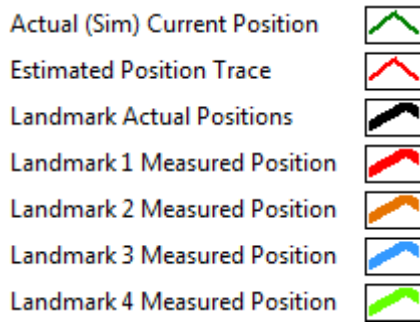 Actual (Sim) Current Position
Estimated Position Trace
Landmark Actual Positions
Landmark 1 Measured Position
Landmark 2 Measured Position
Landmark 3 Measured Position
Landmark 4 Measured Position